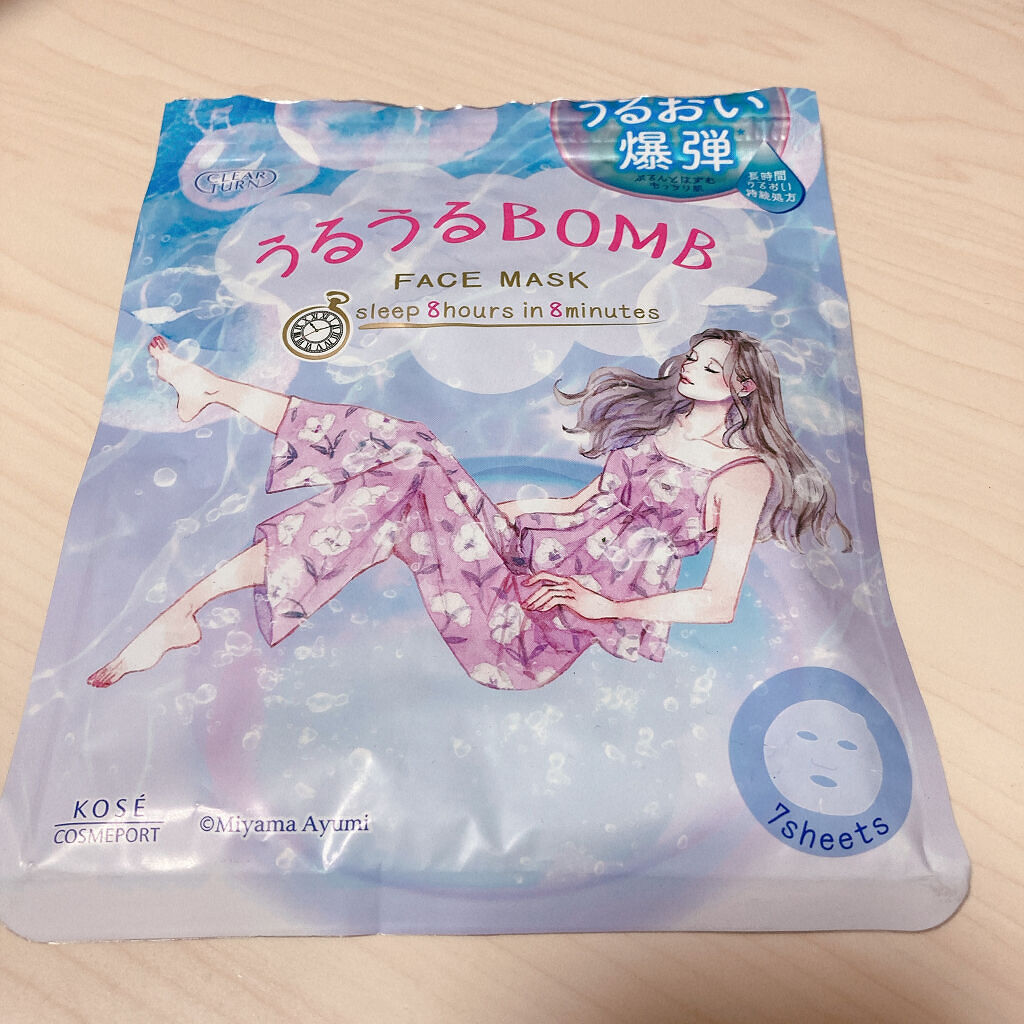 うるおい
爆弾
ぷるんとはずむ
もっちり肌
長時間
うるおい
持続処方
CLEAR
TURN
うるうるBOMB
FACE MASK
sleep 8hours in 8minutes
7sheets
KOSÉ
COSMEPORT
©Miyama Ayumi